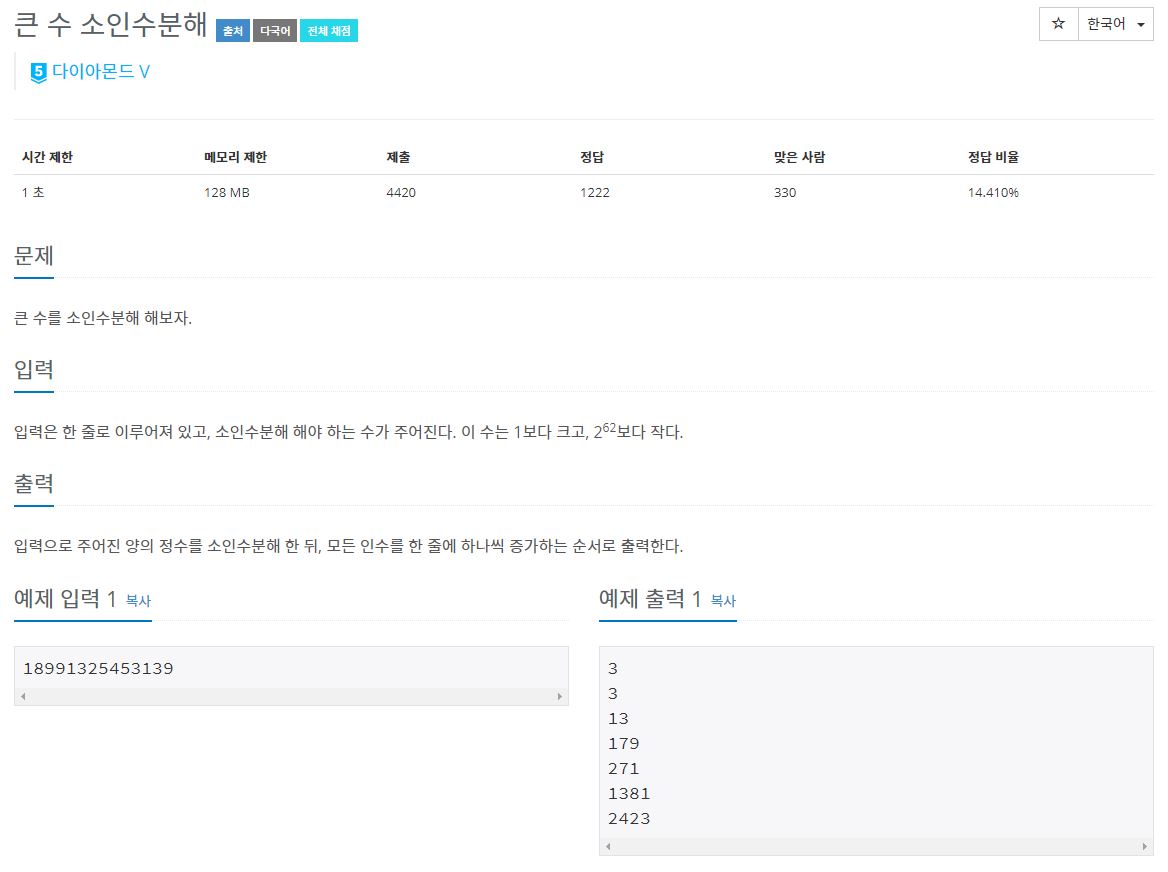 큰 수 소인수분해 출처 다국어 전체 채점
☆ 한국어
5 다이아몬드 V
시간 제한 메모리 제한 제출 정답 맞은 사람 정답 비율
1 초 128 MB 4420 1222 330 14.410%
문제
큰 수를 소인수분해 해보자.
입력
입력은 한 줄로 이루어져 있고, 소인수분해 해야 하는 수가 주어진다. 이 수는 1보다 크고, 2^62보다 작다.
출력
입력으로 주어진 양의 정수를 소인수분해 한 뒤, 모든 인수를 한 줄에 하나씩 증가하는 순서로 출력한다.
예제 입력 1 복사
18991325453139
예제 출력 1 복사
3
3
13
179
271
1381
2423